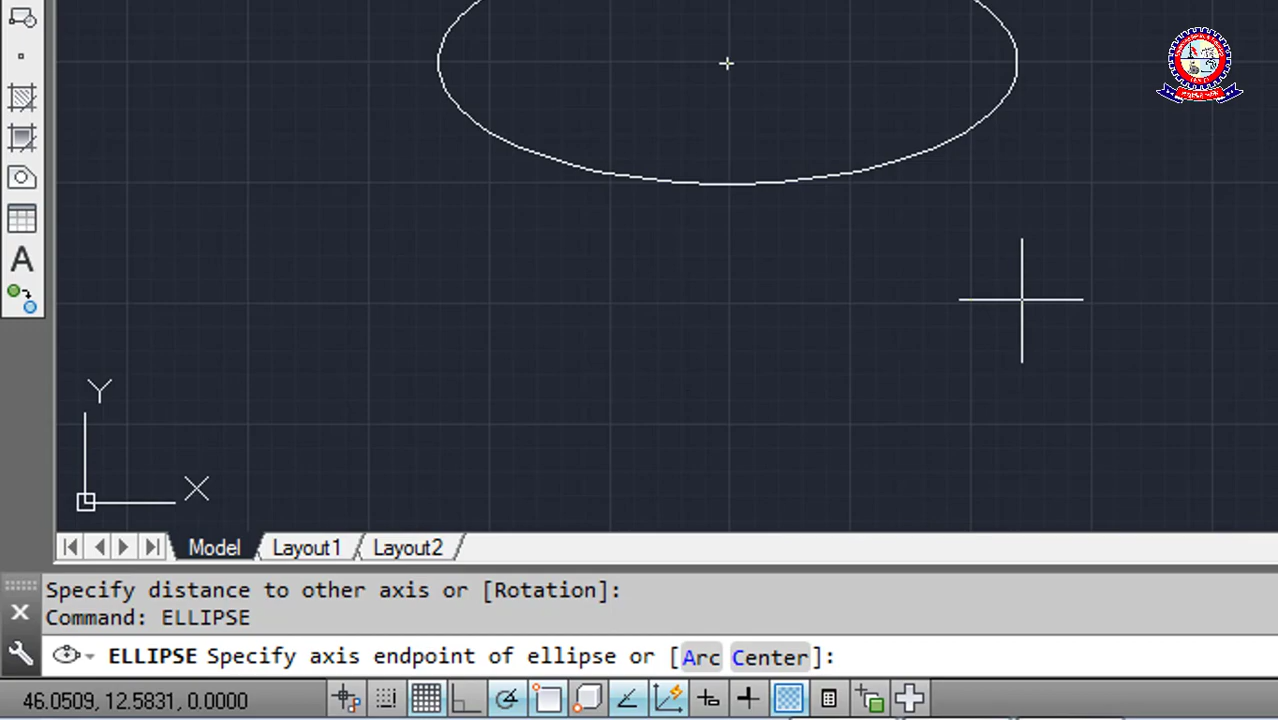 A
Y
X
Model
Layout1
Layout2
Specify distance to other axis or [Rotation]:
Command: ELLIPSE
ELLIPSE Specify axis endpoint of ellipse or [Arc Center]:
46.0509, 12.5831, 0.0000